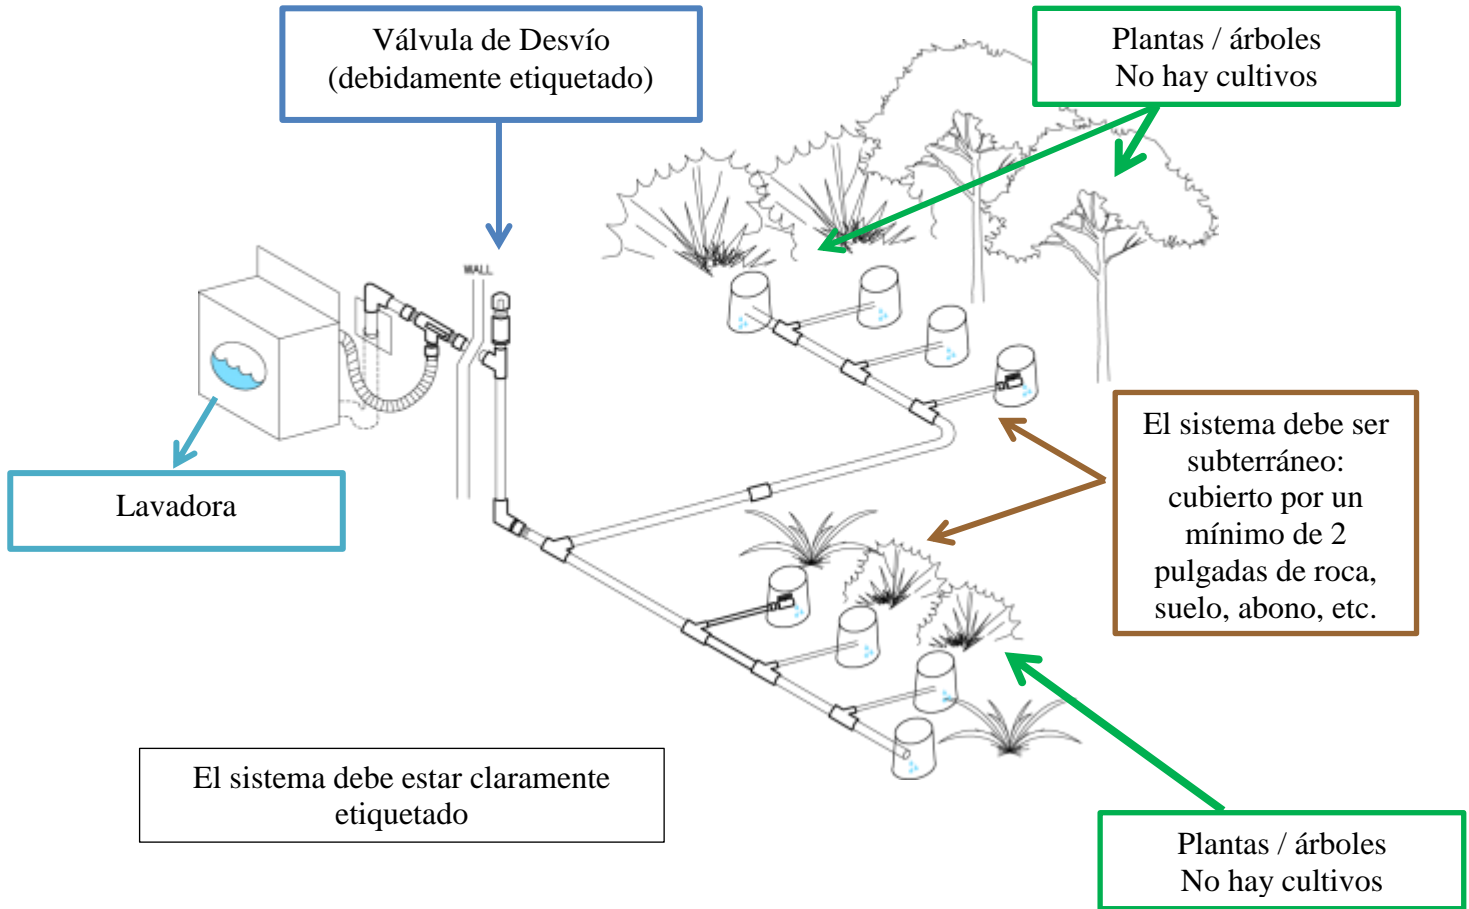 Válvula de Desvío
(debidamente etiquetado)
Plantas / árboles
No hay cultivos
WALL
Lavadora
El sistema debe ser
subterráneo:
cubierto por un
mínimo de 2
pulgadas de roca,
suelo, abono, etc.
El sistema debe estar claramente
etiquetado
Plantas / árboles
No hay cultivos